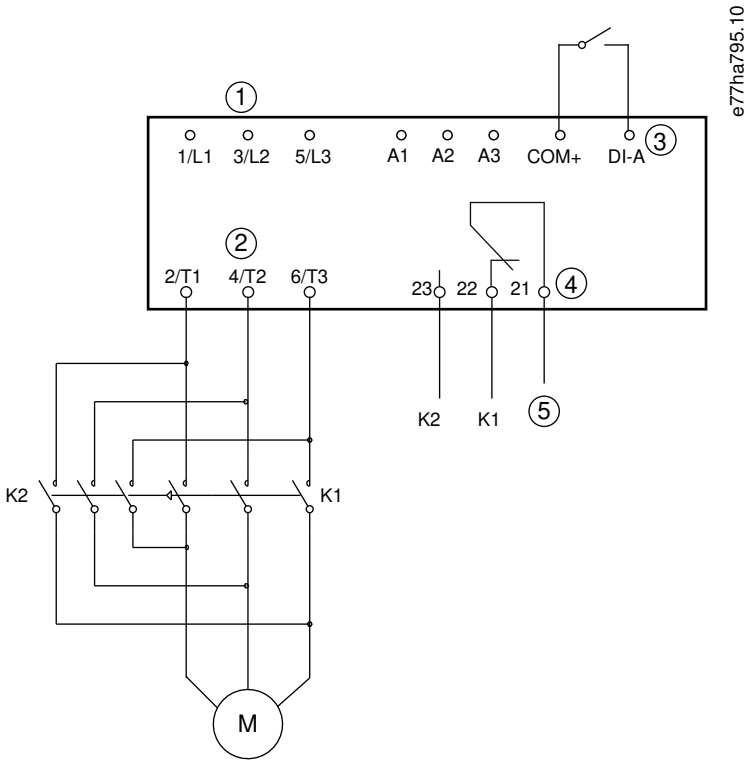 e77ha795.10
1
1/L1 3/L2 5/L3 A1 A2 A3 COM+ DI-A 3
2
2/T1 4/T2 6/T3
23 22 21 4
K2 K1 5
K2 K1
M